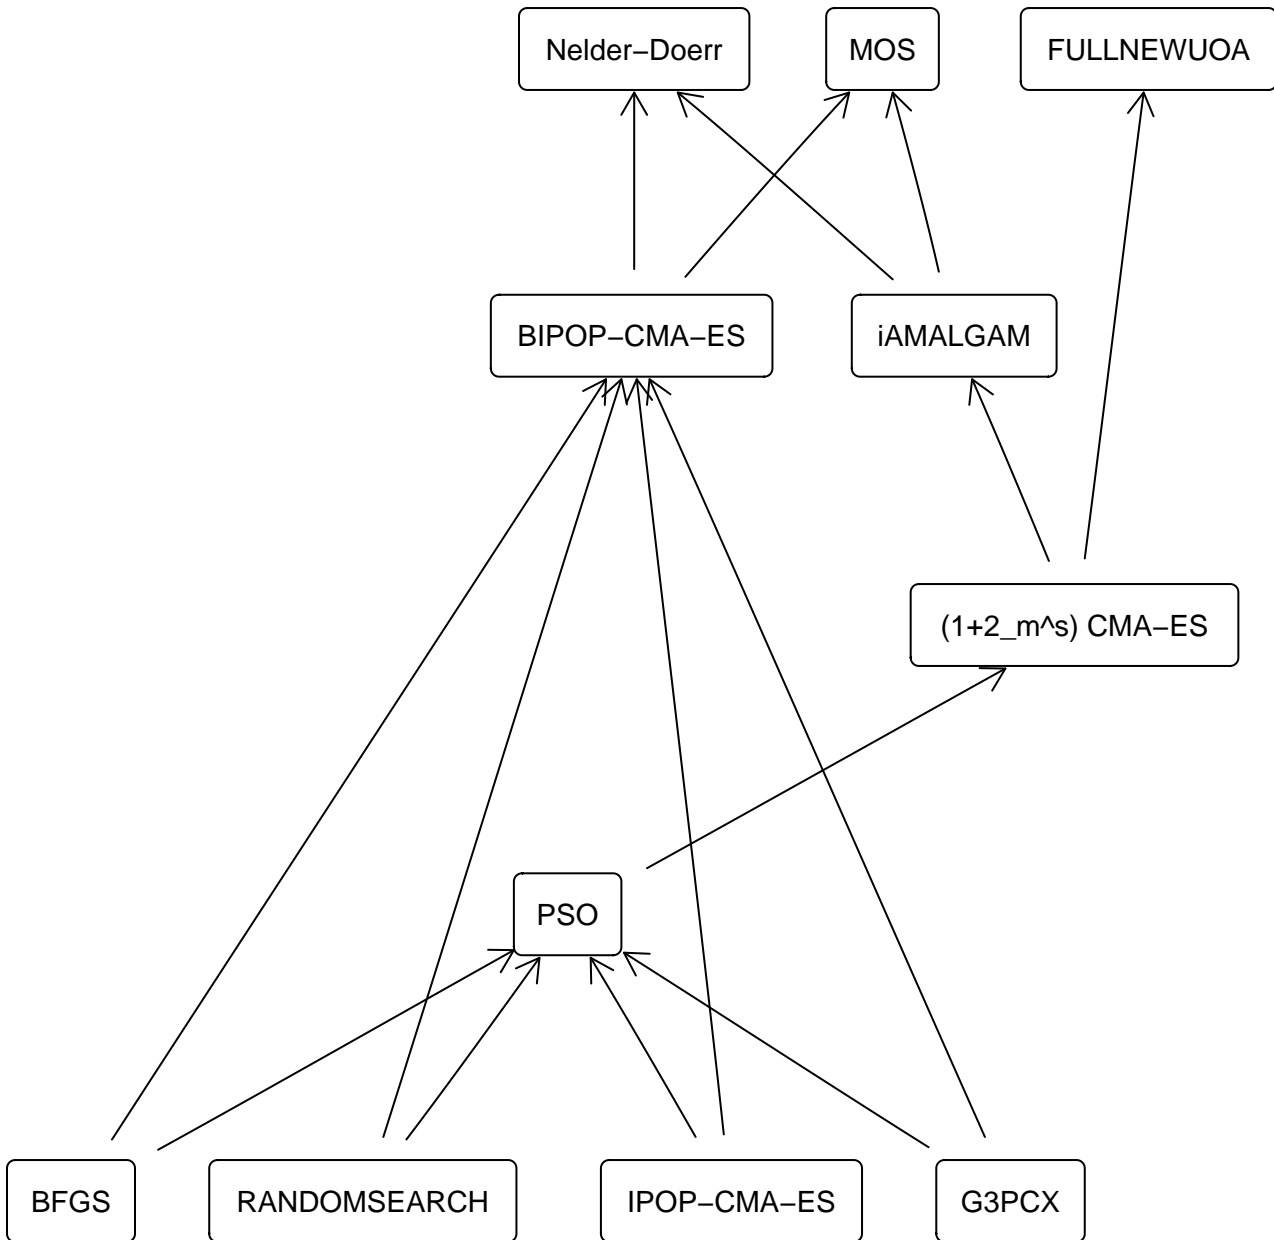 Nelder−Doerr
MOS
FULLNEWUOA
BIPOP−CMA−ES
iAMALGAM
(1+2_m^s) CMA−ES
PSO
BFGS
RANDOMSEARCH
IPOP−CMA−ES
G3PCX